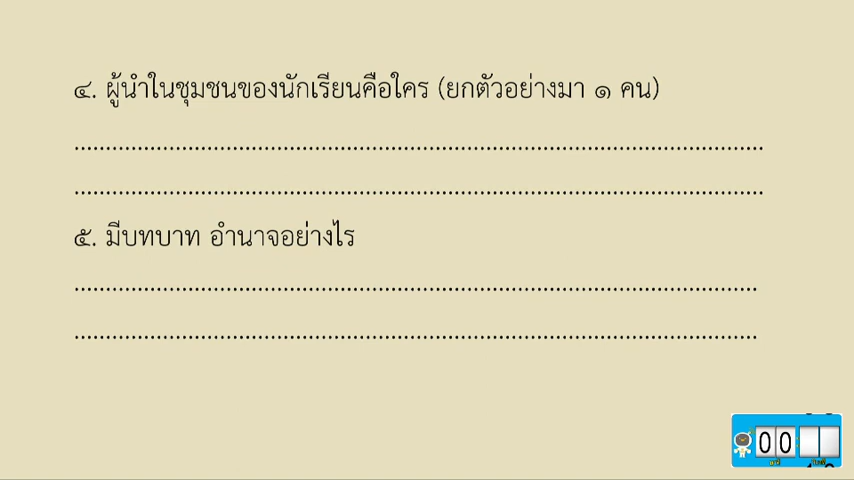 ๔. ผู้นำในชุมชนของนักเรียนคือใคร (ยกตัวอย่างมา ๑ คน)
................................................................................................................
................................................................................................................
๕. มีบทบาท อำนาจอย่างไร
...............................................................................................................
...............................................................................................................
00